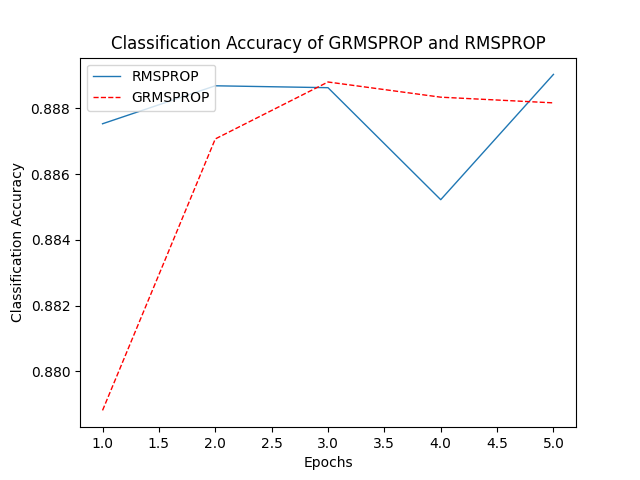 Classification Accuracy of GRMSPROP and RMSPROP
RMSPROP
GRMSPROP
0.888
0.886
0.884
0.882
0.880
Classification Accuracy
1.0 1.5 2.0 2.5 3.0 3.5 4.0 4.5 5.0
Epochs